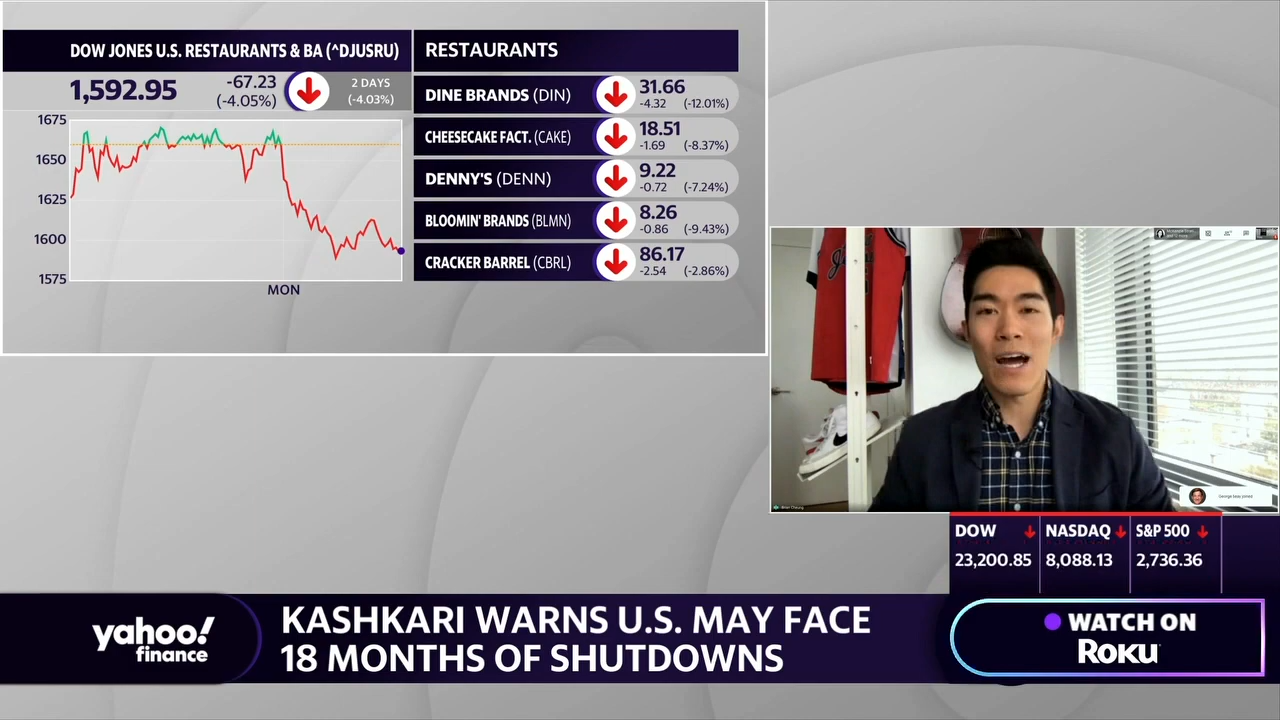 DOW JONES U.S. RESTAURANTS & BA (^DJUSRU)
1,592.95
-67.23
(-4.05%)
2 DAYS
(-4.03%)
1675
1650
1625
1600
1575
MON
RESTAURANTS
DINE BRANDS (DIN)
31.66
-4.32 (-12.01%)
CHEESECAKE FACT. (CAKE)
18.51
-1.69 (-8.37%)
DENNY'S (DENN)
9.22
-0.72 (-7.24%)
BLOOMIN' BRANDS (BLMN)
8.26
-0.86 (-9.43%)
CRACKER BARREL (CBRL)
86.17
-2.54 (-2.86%)
Brian Cheung
DOW
23,200.85
NASDAQ
8,088.13
S&P 500
2,736.36
yahoo!
finance
KASHKARI WARNS U.S. MAY FACE
18 MONTHS OF SHUTDOWNS
WATCH ON
ROKU